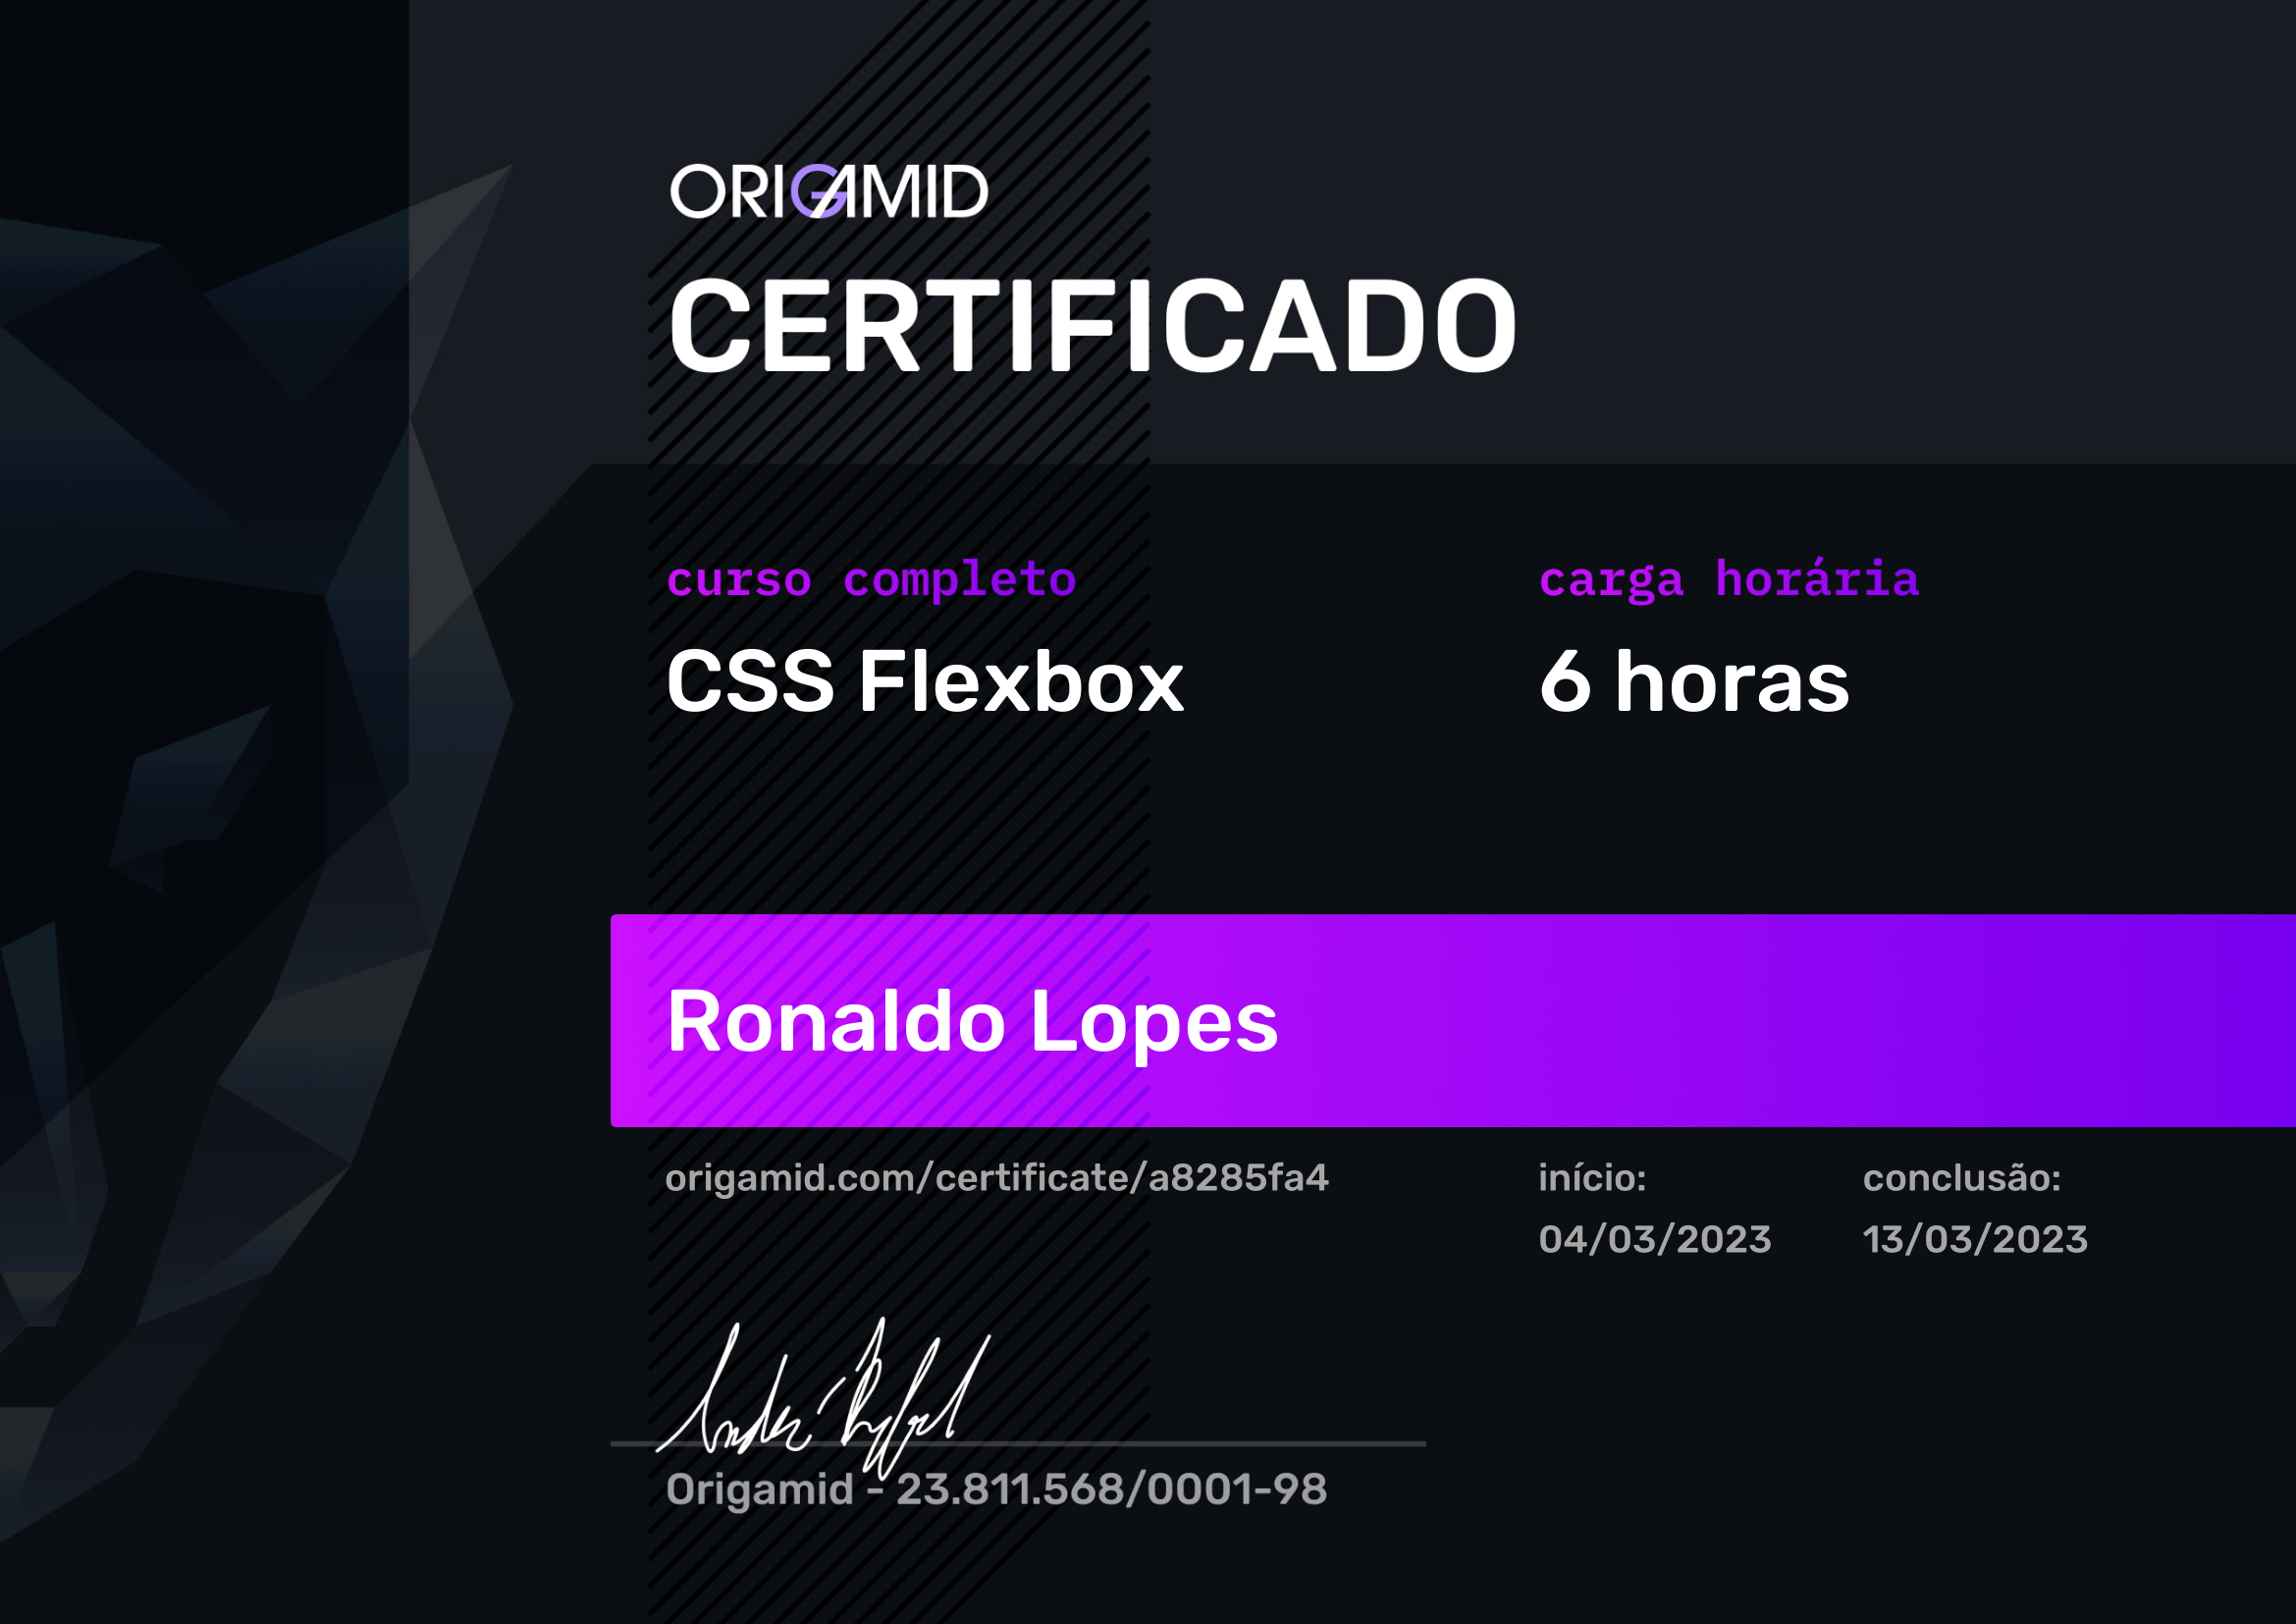 ORIGAMID
CERTIFICADO
curso completo
CSS Flexbox
carga horária
6 horas
Ronaldo Lopes
origamid.com/certificate/a8285fa4
início:
04/03/2023
conclusão:
13/03/2023
Origamid - 23.811.568/0001-98